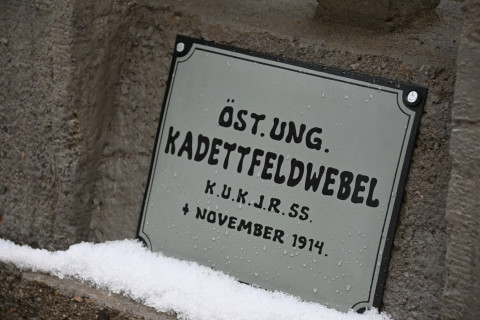 ÖST. UNG.
KADETTFELDWEBEL
K.U.K.J.R. 55.
✝ NOVEMBER 1914.